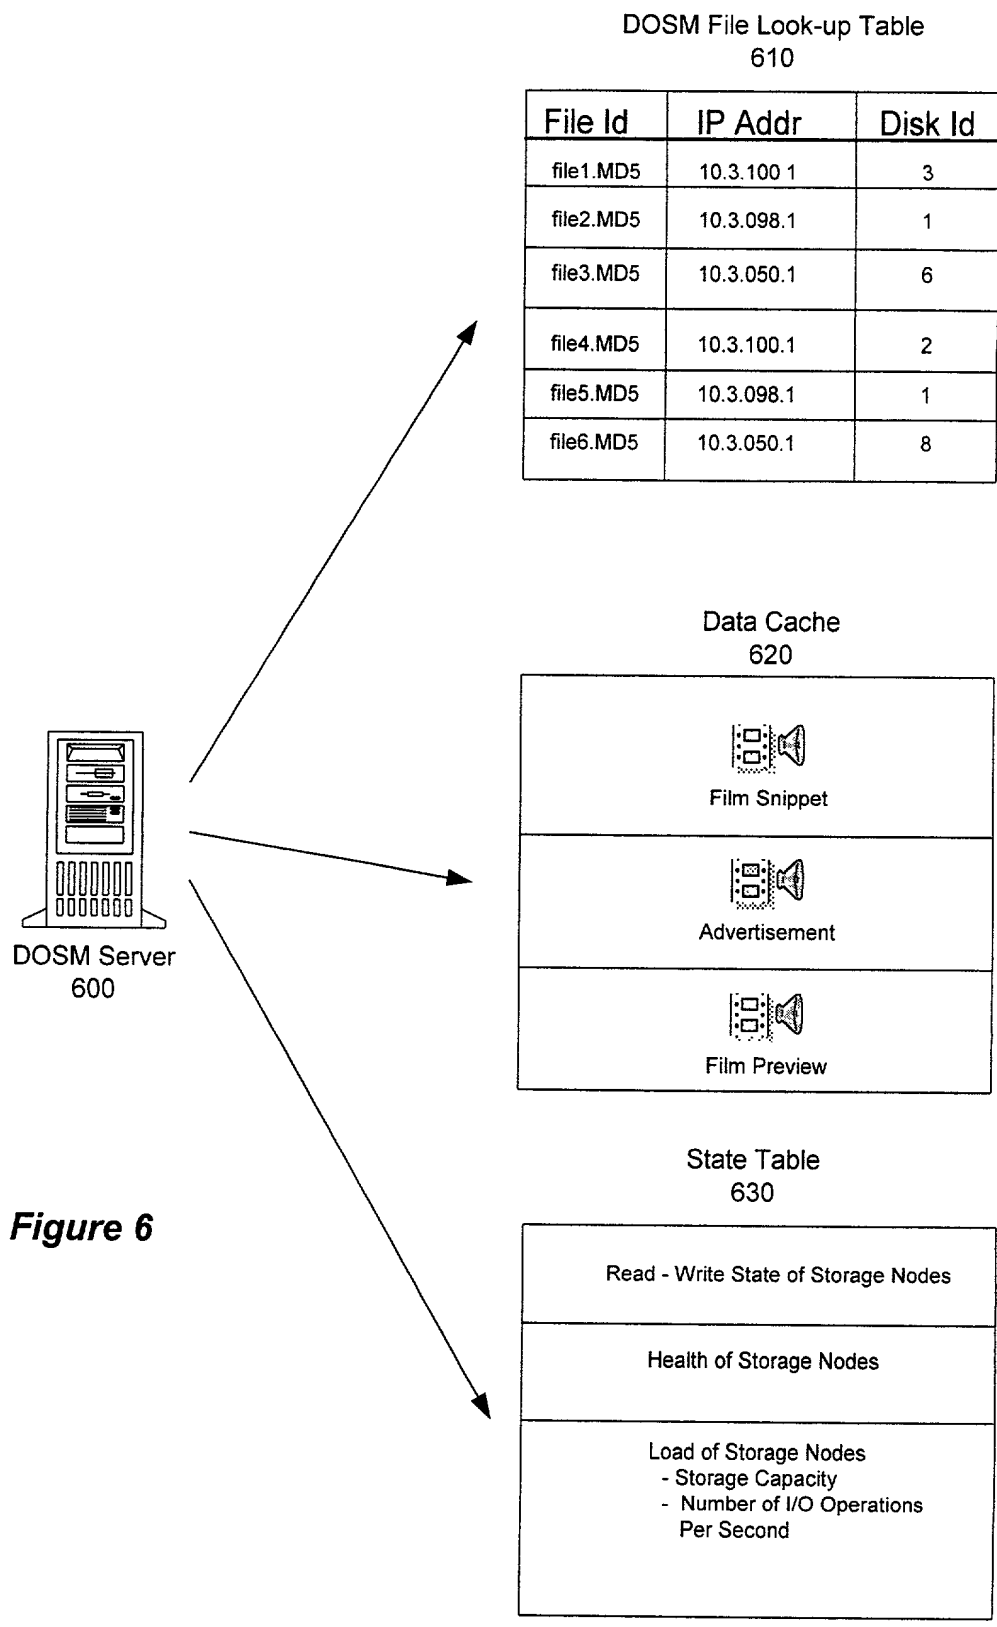 DOSM File Look-up Table
610
File Id IP Addr Disk Id
file1.MD5 10.3.100 1 3
file2.MD5 10.3.098.1 1
file3.MD5 10.3.050.1 6
file4.MD5 10.3.100.1 2
file5.MD5 10.3.098.1 1
file6.MD5 10.3.050.1 8
Data Cache
620
Film Snippet
Advertisement
Film Preview
DOSM Server
600
State Table
630
Read - Write State of Storage Nodes
Health of Storage Nodes
Load of Storage Nodes
- Storage Capacity
- Number of I/O Operations
Per Second
Figure 6